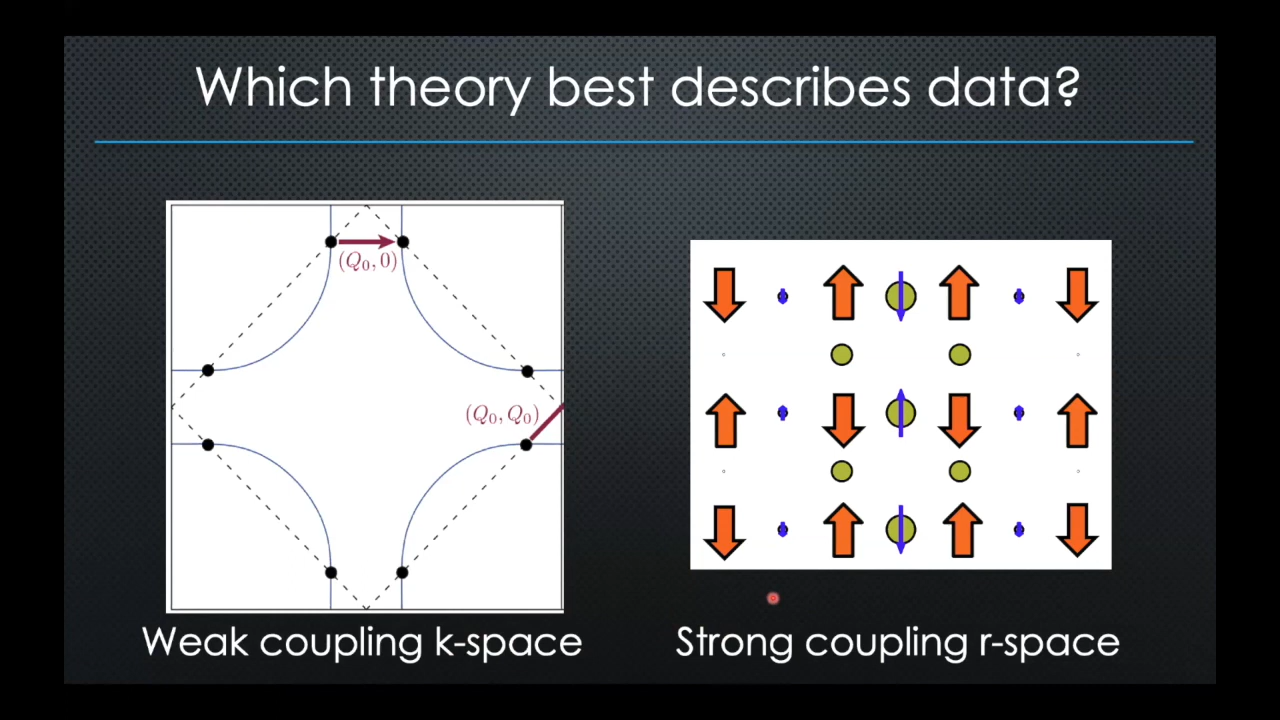 Which theory best describes data?
(Q₀, 0)
(Q₀, Q₀)
Weak coupling k-space
Strong coupling r-space